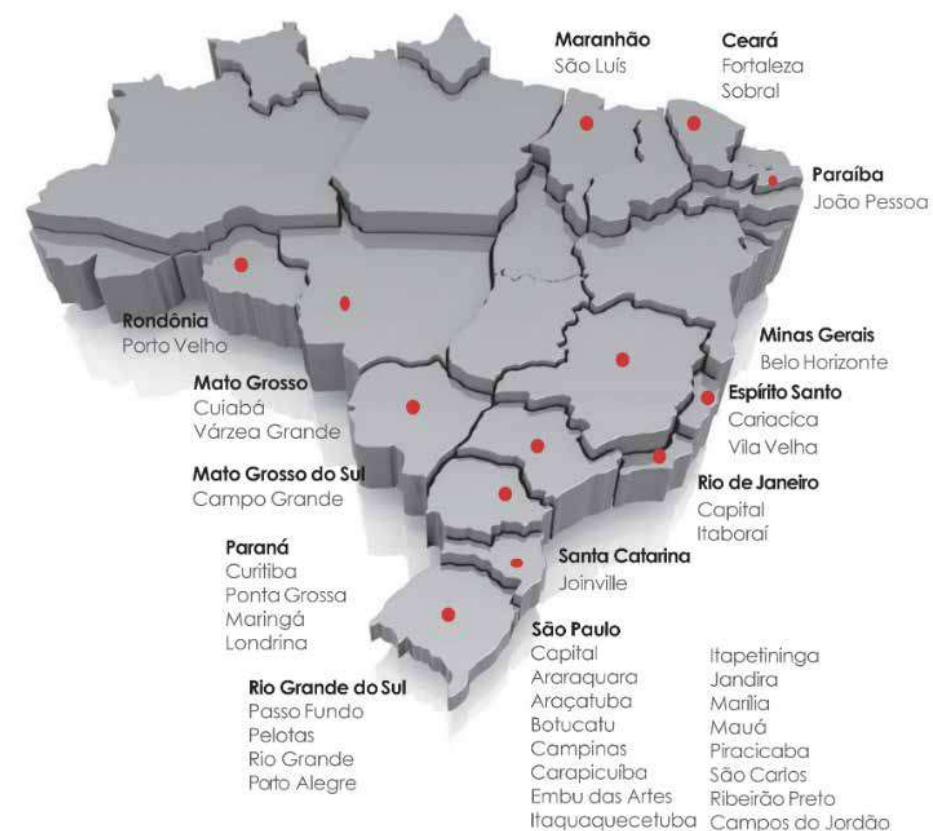 Maranhão
São Luís
Ceará
Fortaleza
Sobral
Paraíba
João Pessoa
Rondônia
Porto Velho
Minas Gerais
Belo Horizonte
Mato Grosso
Cuiabá
Várzea Grande
Espírito Santo
Cariacíca
Vila Velha
Mato Grosso do Sul
Campo Grande
Rio de Janeiro
Capital
Itaboraí
Paraná
Curitiba
Ponta Grossa
Maringá
Londrina
Santa Catarina
Joinville
Rio Grande do Sul
Passo Fundo
Pelotas
Rio Grande
Porto Alegre
São Paulo
Capital
Araraquara
Araçatuba
Botucatu
Campinas
Carapicuíba
Embu das Artes
Itaquaquecetuba
Itapetininga
Jandira
Marília
Mauá
Piracicaba
São Carlos
Ribeirão Preto
Campos do Jordão